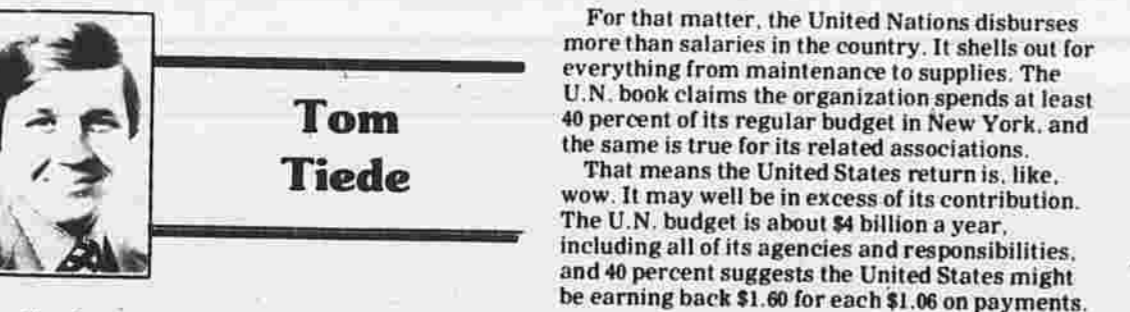 Tom
Tiede
For that matter, the United Nations disburses
more than salaries in the country. It shells out for
everything from maintenance to supplies. The
U.N. book claims the organization spends at least
40 percent of its regular budget in New York, and
the same is true for its related associations.
That means the United States return is, like,
wow. It may well be in excess of its contribution.
The U.N. budget is about $4 billion a year,
including all of its agencies and responsibilities,
and 40 percent suggests the United States might
be earning back $1.60 for each $1.06 on payments.